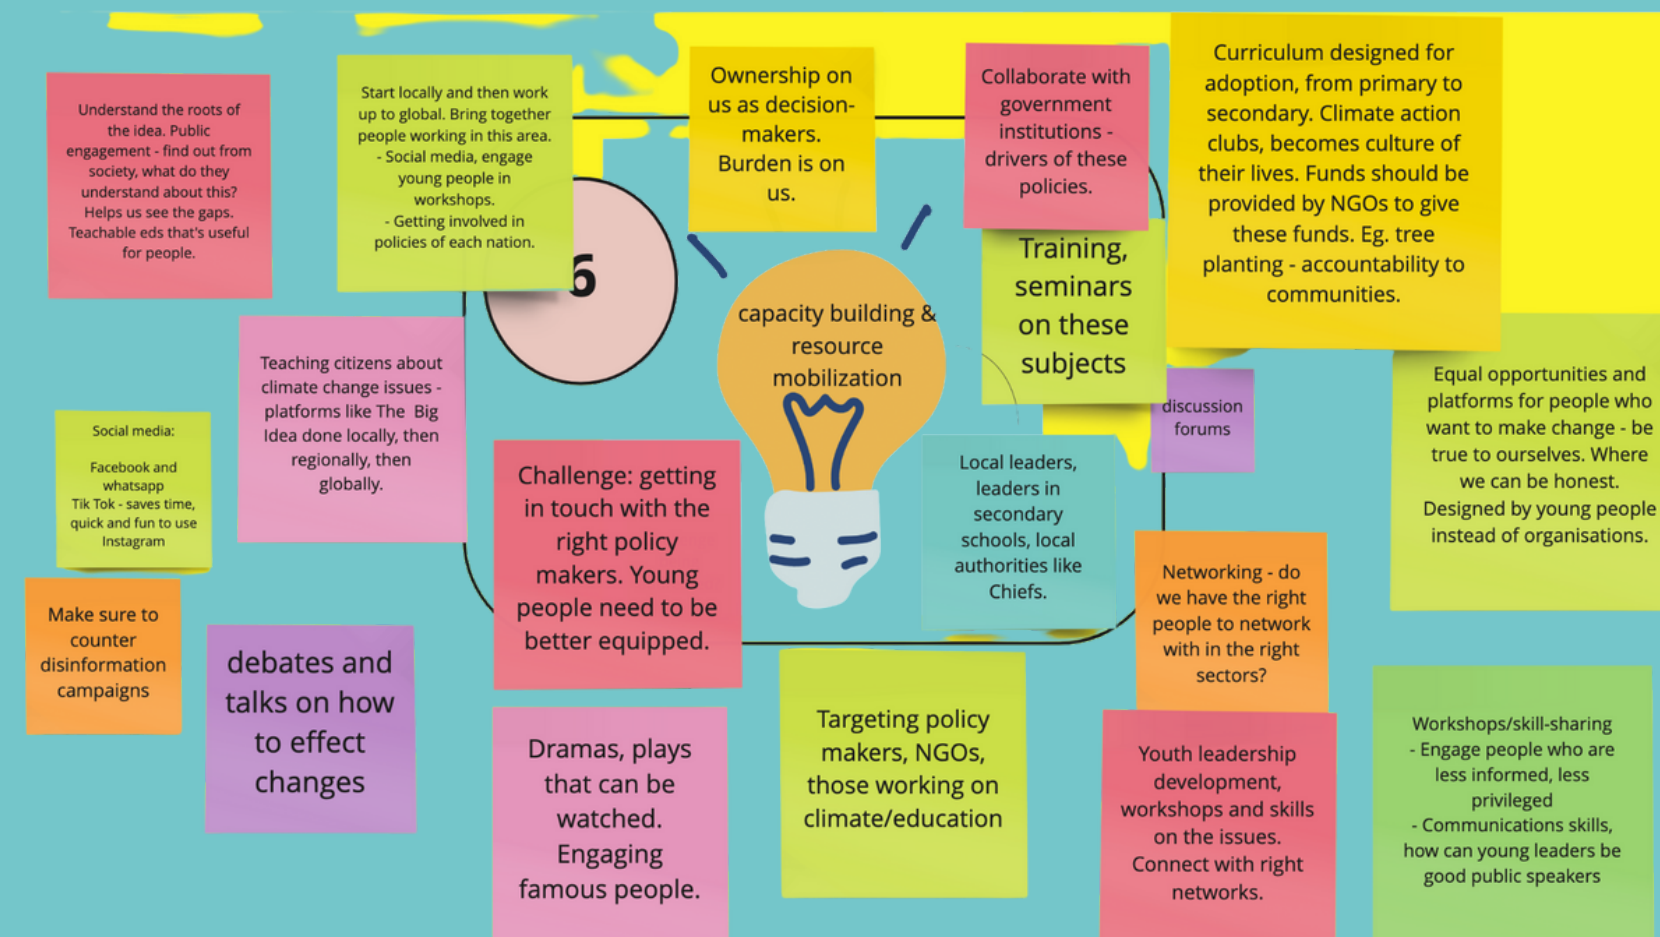 Understand the roots of
the idea. Public
engagement - find out from
society, what do they
understand about this?
Helps us see the gaps.
Teachable eds that's useful
for people.
Start locally and then work
up to global. Bring together
people working in this area.
- Social media, engage
young people in
workshops.
- Getting involved in
policies of each nation.
6
Ownership on
us as decision-
makers.
Burden is on
us.
Collaborate with
government
institutions -
drivers of these
policies.
Curriculum designed for
adoption, from primary to
secondary. Climate action
clubs, becomes culture of
their lives. Funds should be
provided by NGOs to give
these funds. Eg. tree
planting - accountability to
communities.
Training,
seminars
on these
subjects
capacity building &
resource
mobilization
Teaching citizens about
climate change issues -
platforms like The Big
Idea done locally, then
regionally, then
globally.
discussion
forums
Equal opportunities and
platforms for people who
want to make change - be
true to ourselves. Where
we can be honest.
Designed by young people
instead of organisations.
Social media:
Facebook and
whatsapp
Tik Tok - saves time,
quick and fun to use
Instagram
Challenge: getting
in touch with the
right policy
makers. Young
people need to be
better equipped.
Local leaders,
leaders in
secondary
schools, local
authorities like
Chiefs.
Networking - do
we have the right
people to network
with in the right
sectors?
Make sure to
counter
disinformation
campaigns
debates and
talks on how
to effect
changes
Dramas, plays
that can be
watched.
Engaging
famous people.
Targeting policy
makers, NGOs,
those working on
climate/education
Youth leadership
development,
workshops and skills
on the issues.
Connect with right
networks.
Workshops/skill-sharing
- Engage people who are
less informed, less
privileged
- Communications skills,
how can young leaders be
good public speakers